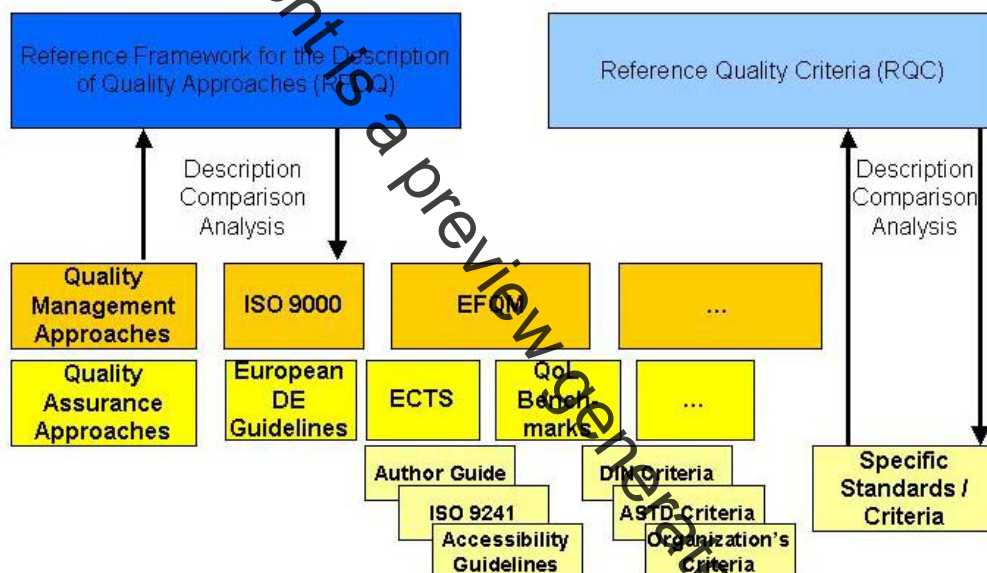 Reference Framework for the Description
of Quality Approaches (RFDQ)
Reference Quality Criteria (RQC)
Description
Comparison
Analysis
Description
Comparison
Analysis
Quality
Management
Approaches
ISO 9000
EFQM
...
Quality
Assurance
Approaches
European
DE
Guidelines
ECTS
QoL
Bench-
marks
...
Author Guide
ISO 9241
Accessibility
Guidelines
DIN Criteria
ASTD Criteria
Organization's
Criteria
Specific
Standards /
Criteria
is a preview